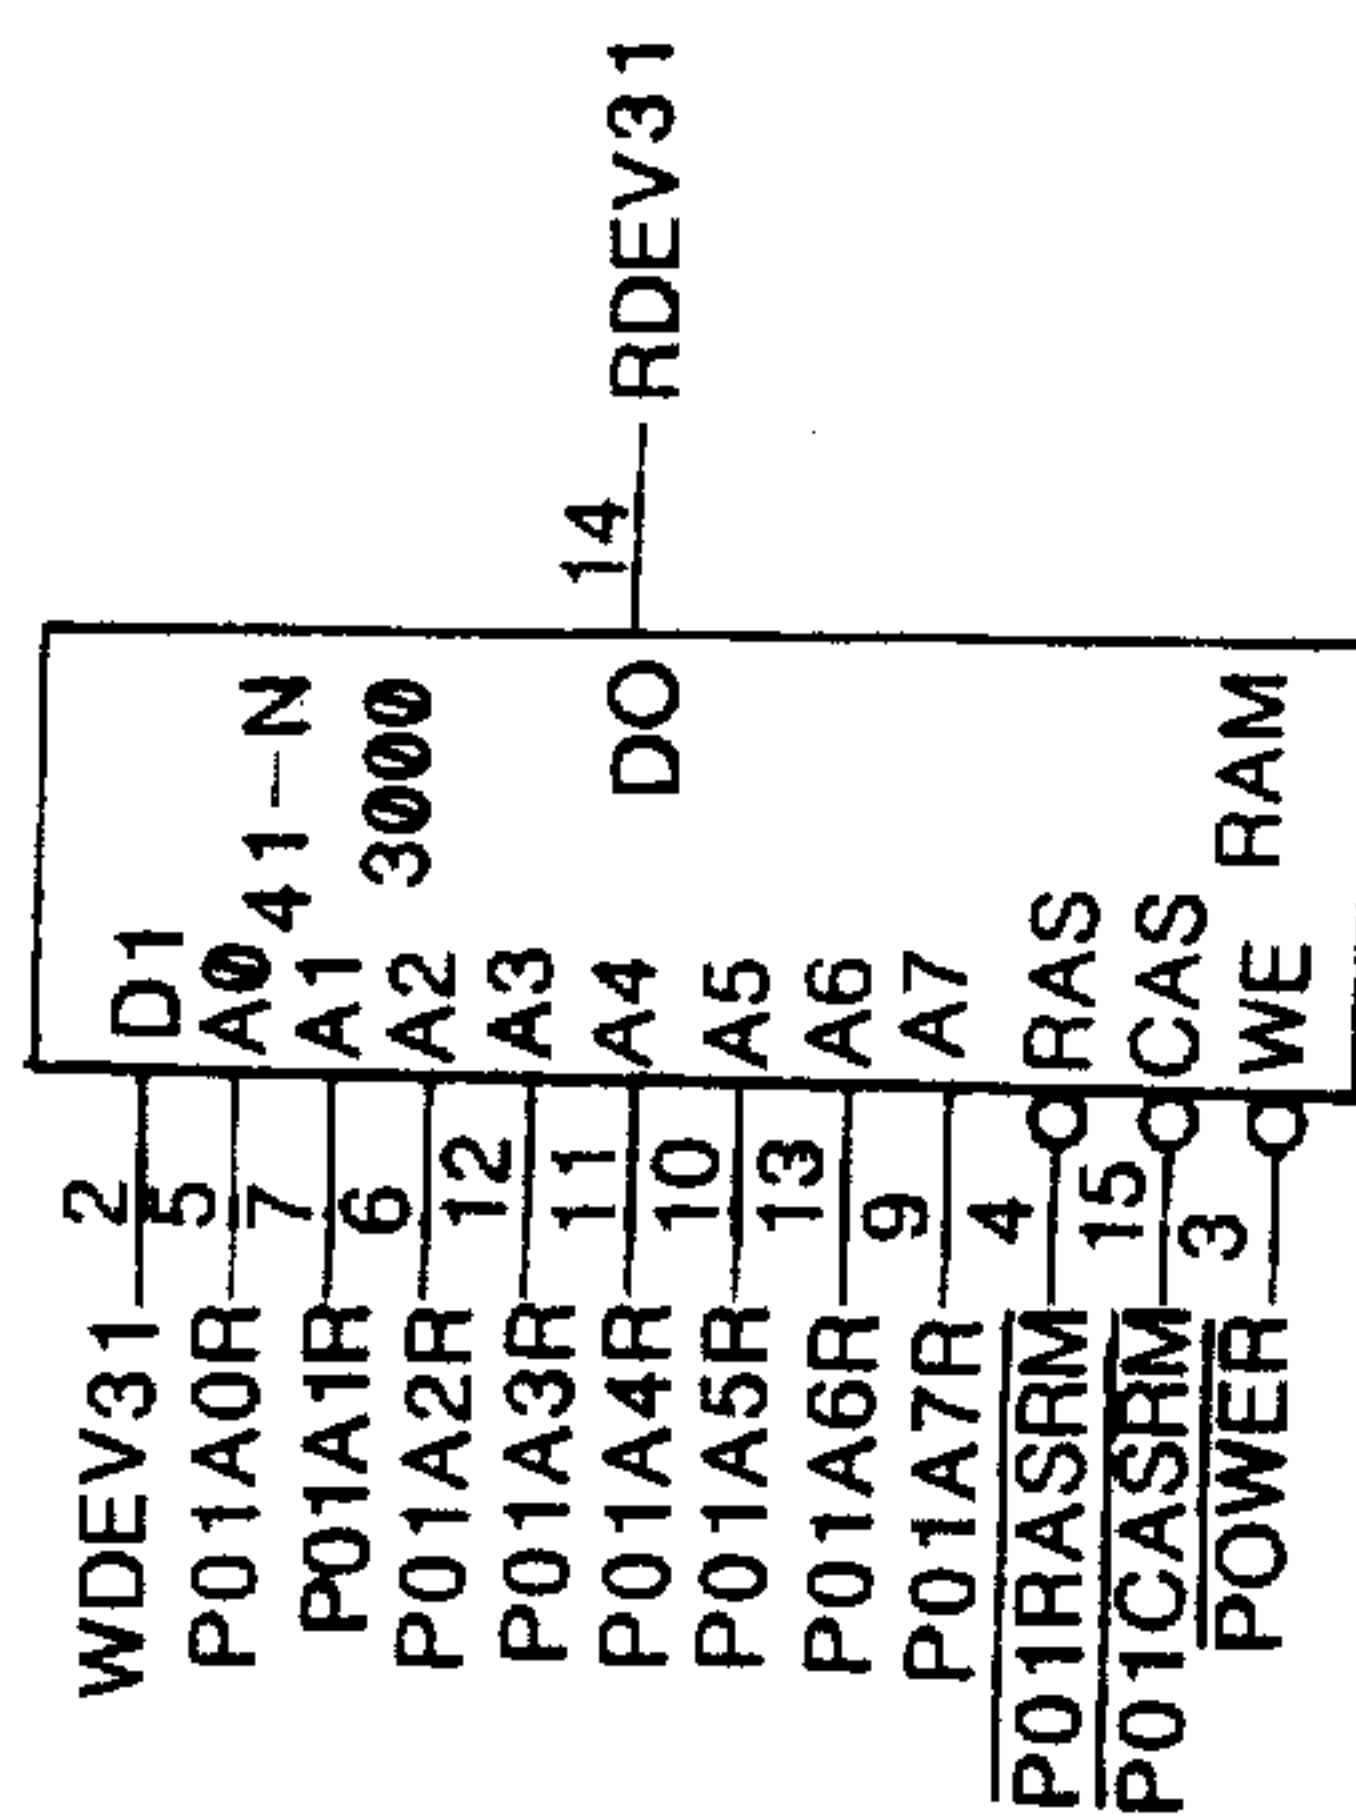 WDEV31 2 D1
P01A0R 5 A0
41-N
P01A1R 7 A1
P01A2R 6 A2 3000
P01A3R 12 A3
P01A4R 11 A4 DO 14 RDEV31
P01A5R 10 A5
P01A6R 13 A6
P01A7R 9 A7
P01RASRM 4 RAS
P01CASRM 15 CAS
POWER 3 WE RAM